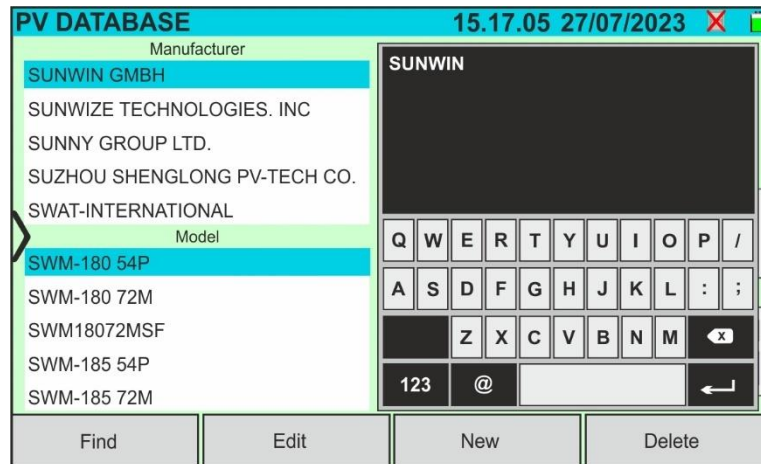 PV DATABASE 15.17.05 27/07/2023
Manufacturer
SUNWIN GMBH
SUNWIZE TECHNOLOGIES. INC
SUNNY GROUP LTD.
SUZHOU SHENGLONG PV-TECH CO.
SWAT-INTERNATIONAL
Model
SWM-180 54P
SWM-180 72M
SWM18072MSF
SWM-185 54P
SWM-185 72M
SUNWIN
Q W E R T Y U I O P /
A S D F G H J K L : ;
Z X C V B N M x
123 @
Find Edit New Delete